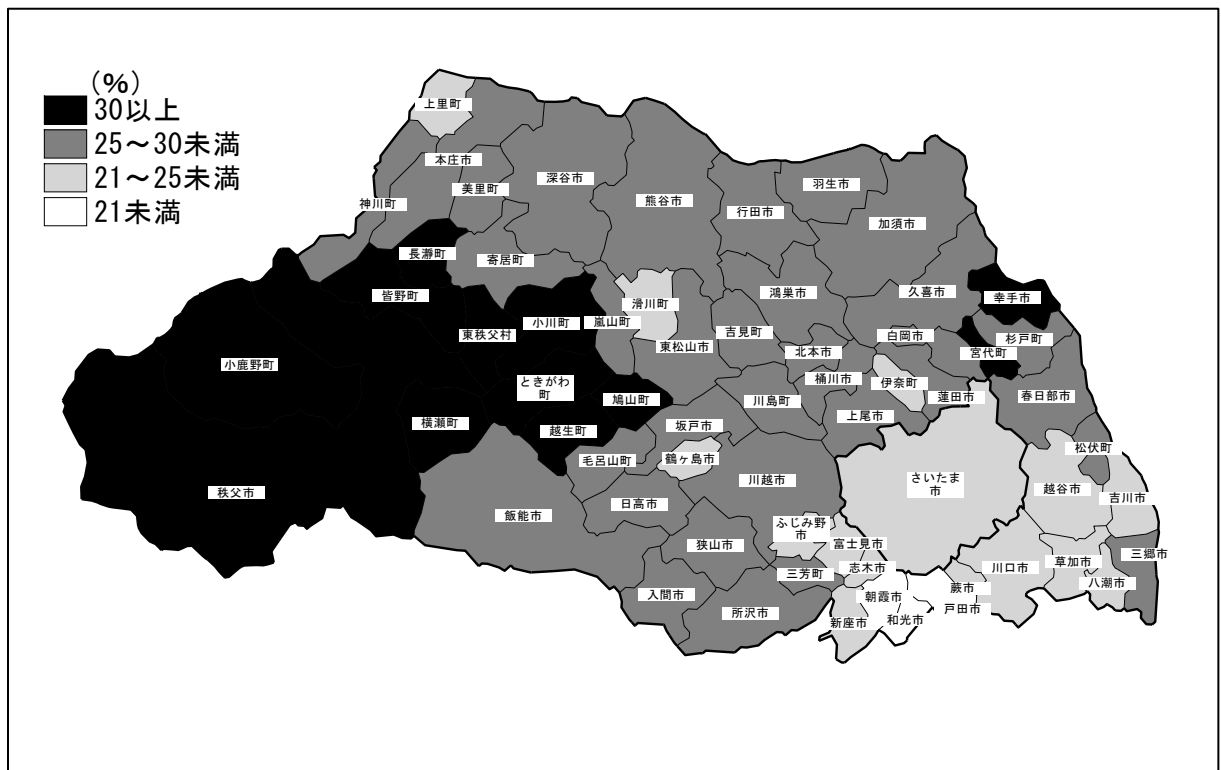 (%)
30以上
25～30未満
21～25未満
21未満
上里町
本庄市
美里町
深谷市
神川町
熊谷市
行田市
羽生市
加須市
長瀞町
寄居町
皆野町
滑川町
鴻巣市
久喜市
幸手市
東秩父村
小川町
嵐山町
吉見町
白岡市
杉戸町
東松山市
北本市
宮代町
小鹿野町
ときがわ
町
桶川市
伊奈町
鳩山町
川島町
蓮田市
春日部市
横瀬町
越生町
坂戸市
上尾市
松伏町
毛呂山町
鶴ヶ島市
川越市
さいたま
市
越谷市
吉川市
秩父市
飯能市
日高市
ふじみ野
市
狭山市
富士見市
三郷市
三芳町
志木市
川口市
草加市
八潮市
入間市
朝霞市
蕨市
所沢市
新座市
和光市
戸田市